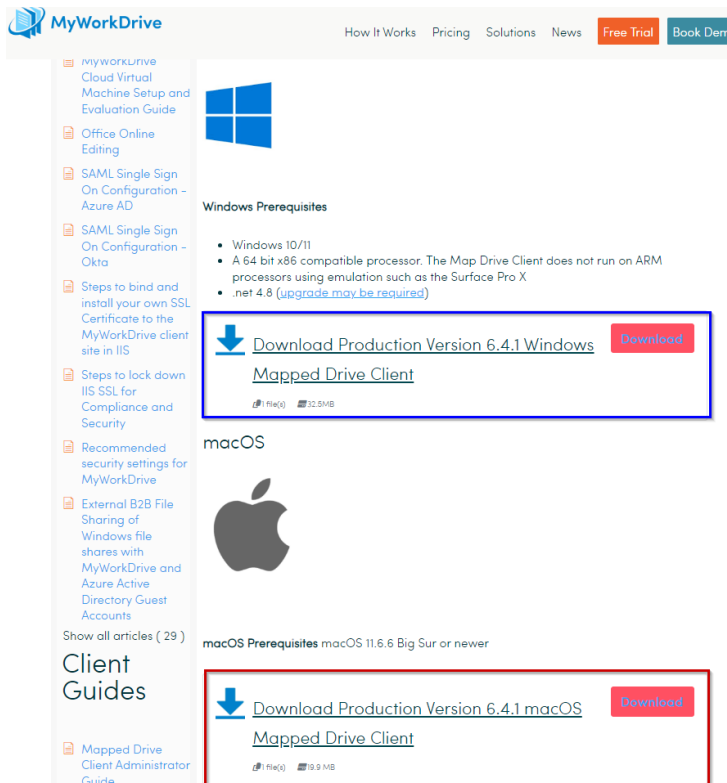 MyWorkDrive
How It Works
Pricing
Solutions
News
Free Trial
Book Dem
MyWorkDrive
Cloud Virtual
Machine Setup and
Evaluation Guide
Office Online
Editing
SAML Single Sign
On Configuration -
Azure AD
SAML Single Sign
On Configuration -
Okta
Steps to bind and
install your own SSL
Certificate to the
MyWorkDrive client
site in IIS
Steps to lock down
IIS SSL for
Compliance and
Security
Recommended
security settings for
MyWorkDrive
External B2B File
Sharing of
Windows file
shares with
MyWorkDrive and
Azure Active
Directory Guest
Accounts
Show all articles ( 29 )
Client
Guides
Mapped Drive
Client Administrator
Guide
Windows Prerequisites
Windows 10/11
A 64 bit x86 compatible processor. The Map Drive Client does not run on ARM
processors using emulation such as the Surface Pro X
.net 4.8 (upgrade may be required)
Download Production Version 6.4.1 Windows
Mapped Drive Client
Download
1 file(s) 32.5MB
macOS
macOS Prerequisites macOS 11.6.6 Big Sur or newer
Download Production Version 6.4.1 macOS
Mapped Drive Client
Download
1 file(s) 19.9 MB